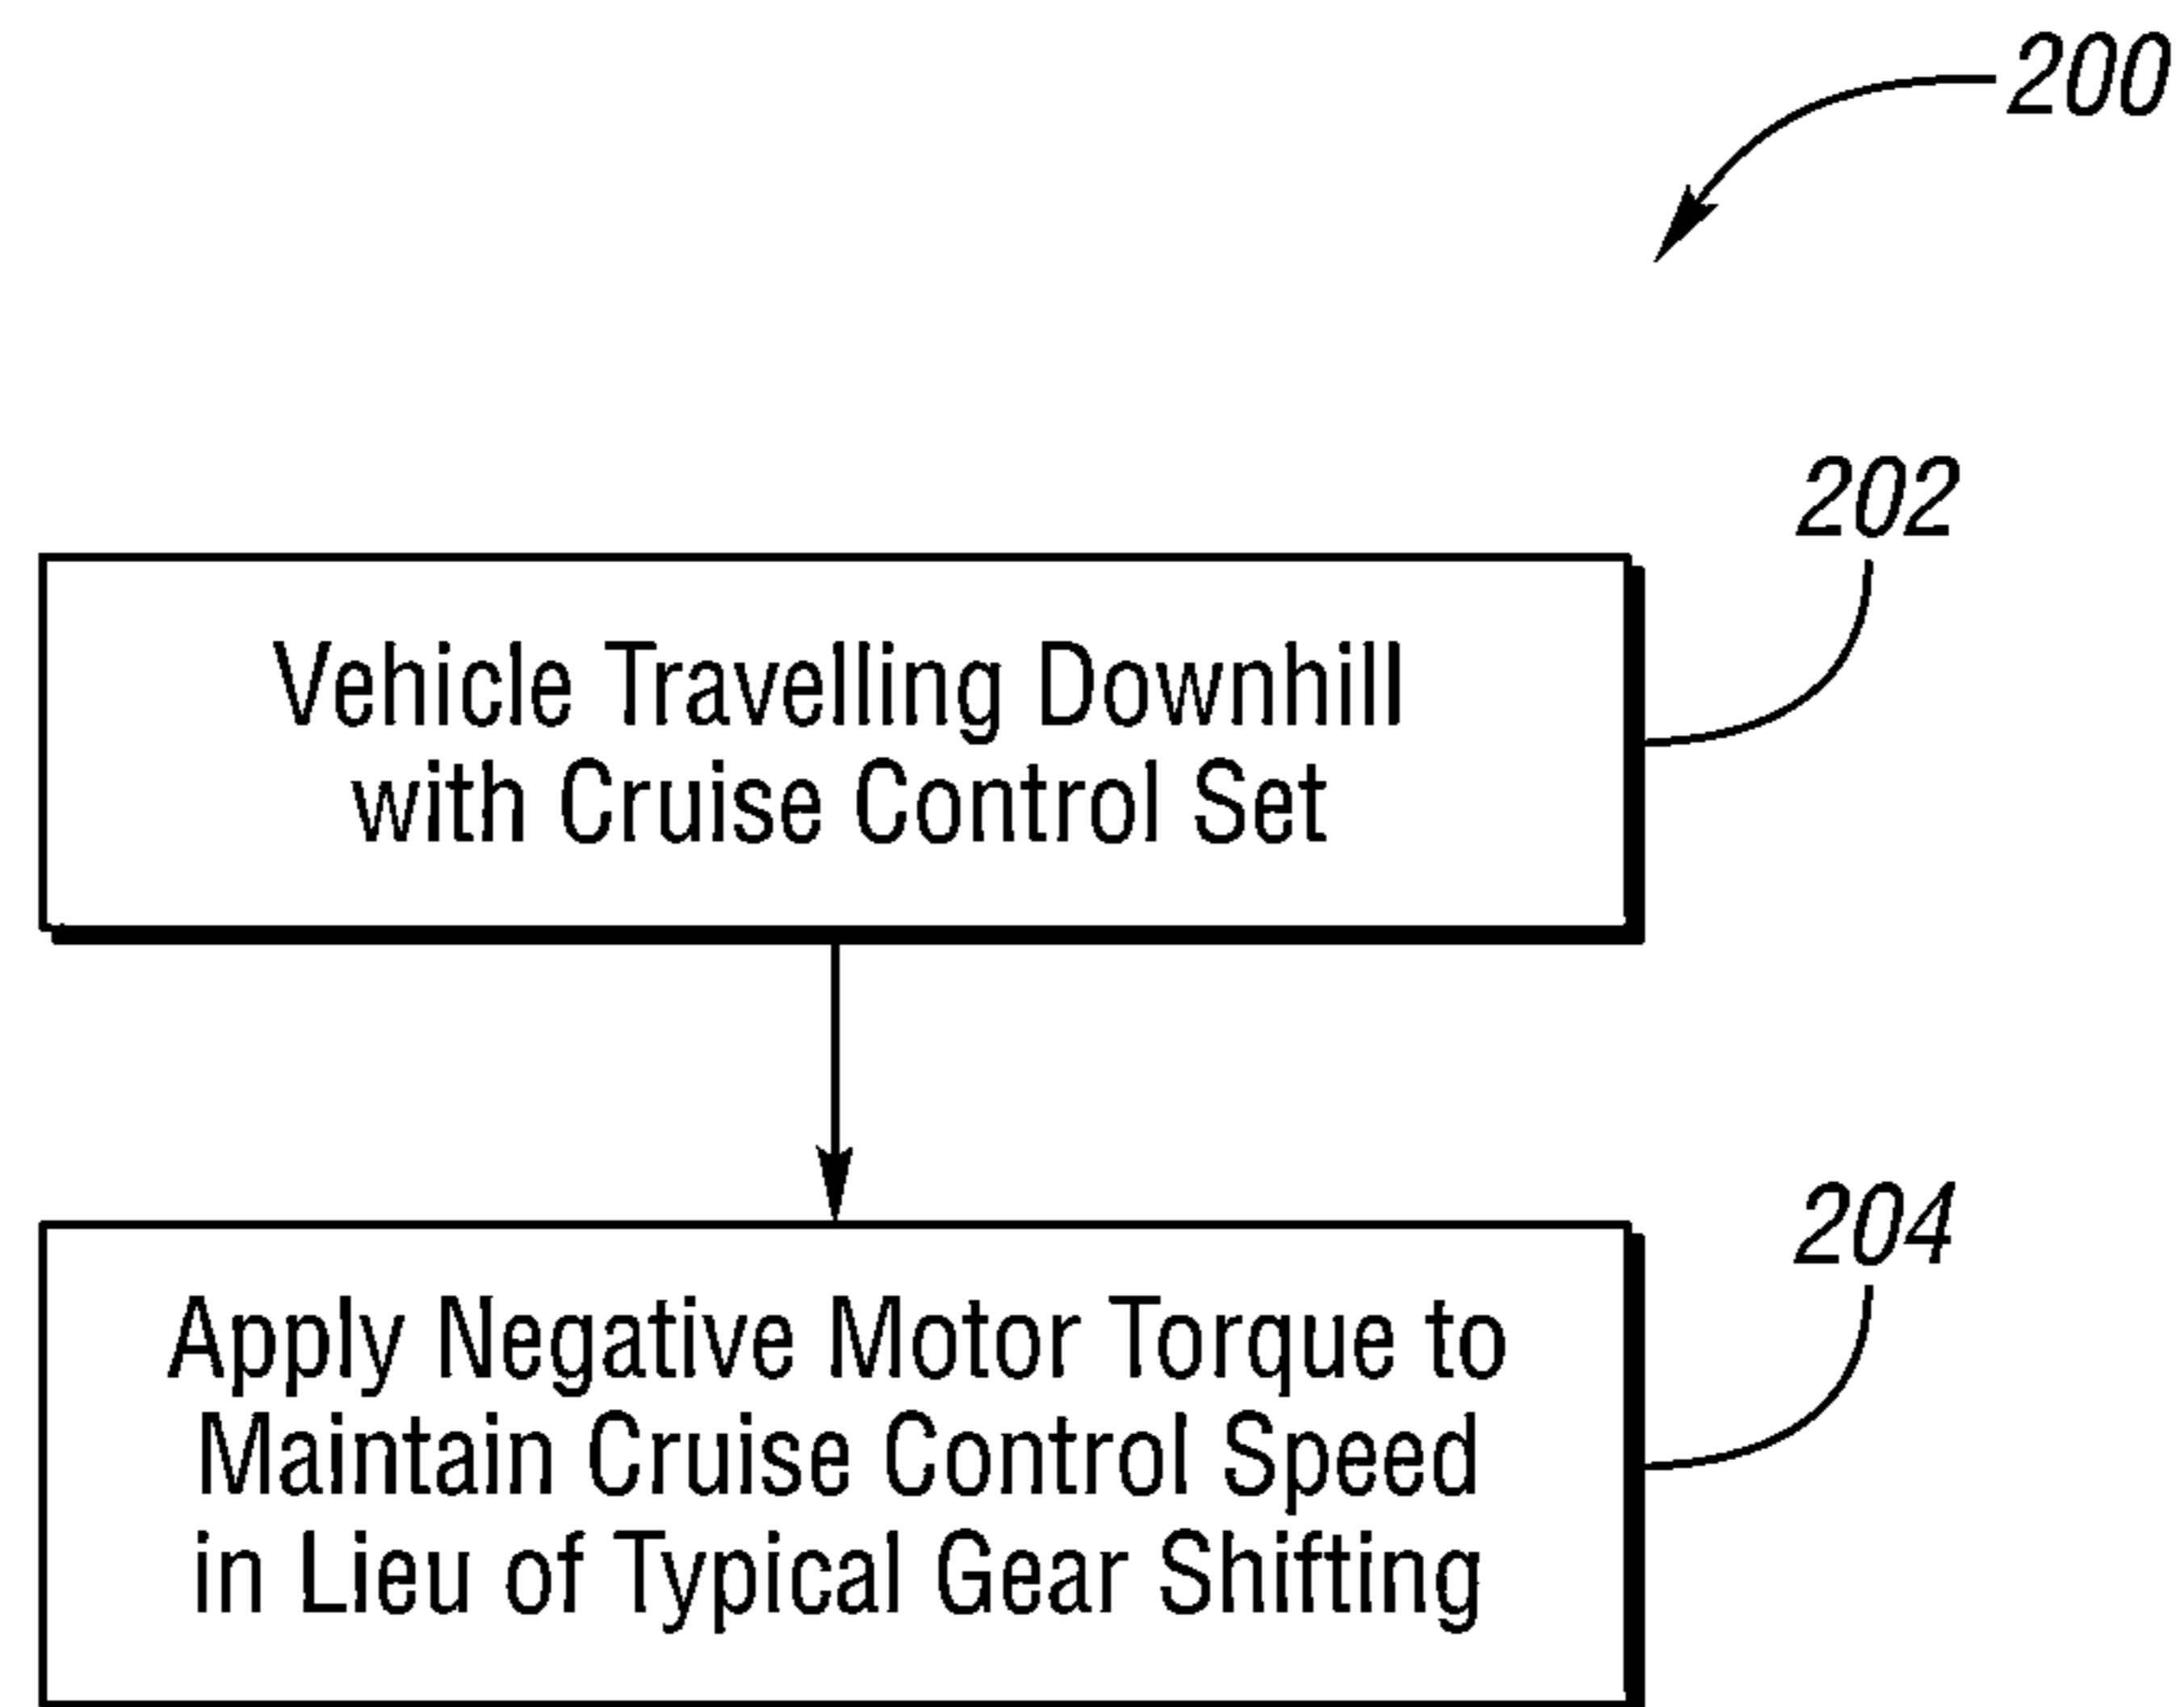 200
202
Vehicle Travelling Downhill
with Cruise Control Set
204
Apply Negative Motor Torque to
Maintain Cruise Control Speed
in Lieu of Typical Gear Shifting